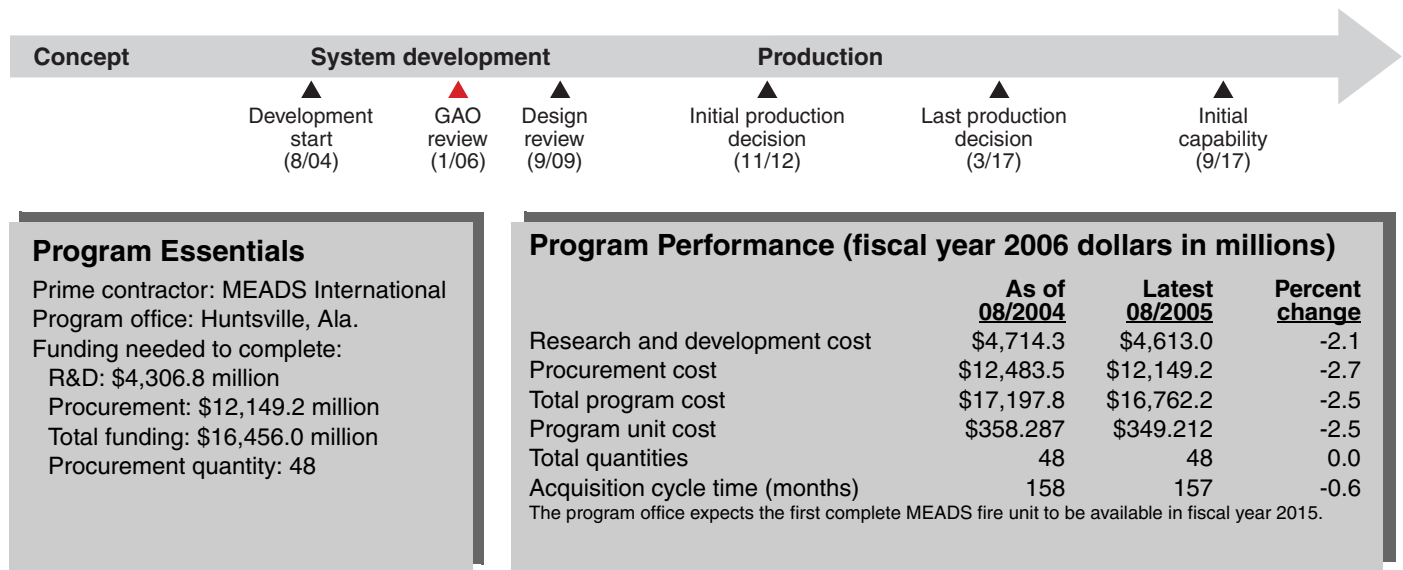 Concept System development Production
Development start (8/04)
GAO review (1/06)
Design review (9/09)
Initial production decision (11/12)
Last production decision (3/17)
Initial capability (9/17)
Program Essentials
Prime contractor: MEADS International
Program office: Huntsville, Ala.
Funding needed to complete:
R&D: $4,306.8 million
Procurement: $12,149.2 million
Total funding: $16,456.0 million
Procurement quantity: 48
Program Performance (fiscal year 2006 dollars in millions)
As of 08/2004 Latest 08/2005 Percent change
Research and development cost $4,714.3 $4,613.0 -2.1
Procurement cost $12,483.5 $12,149.2 -2.7
Total program cost $17,197.8 $16,762.2 -2.5
Program unit cost $358.287 $349.212 -2.5
Total quantities 48 48 0.0
Acquisition cycle time (months) 158 157 -0.6
The program office expects the first complete MEADS fire unit to be available in fiscal year 2015.